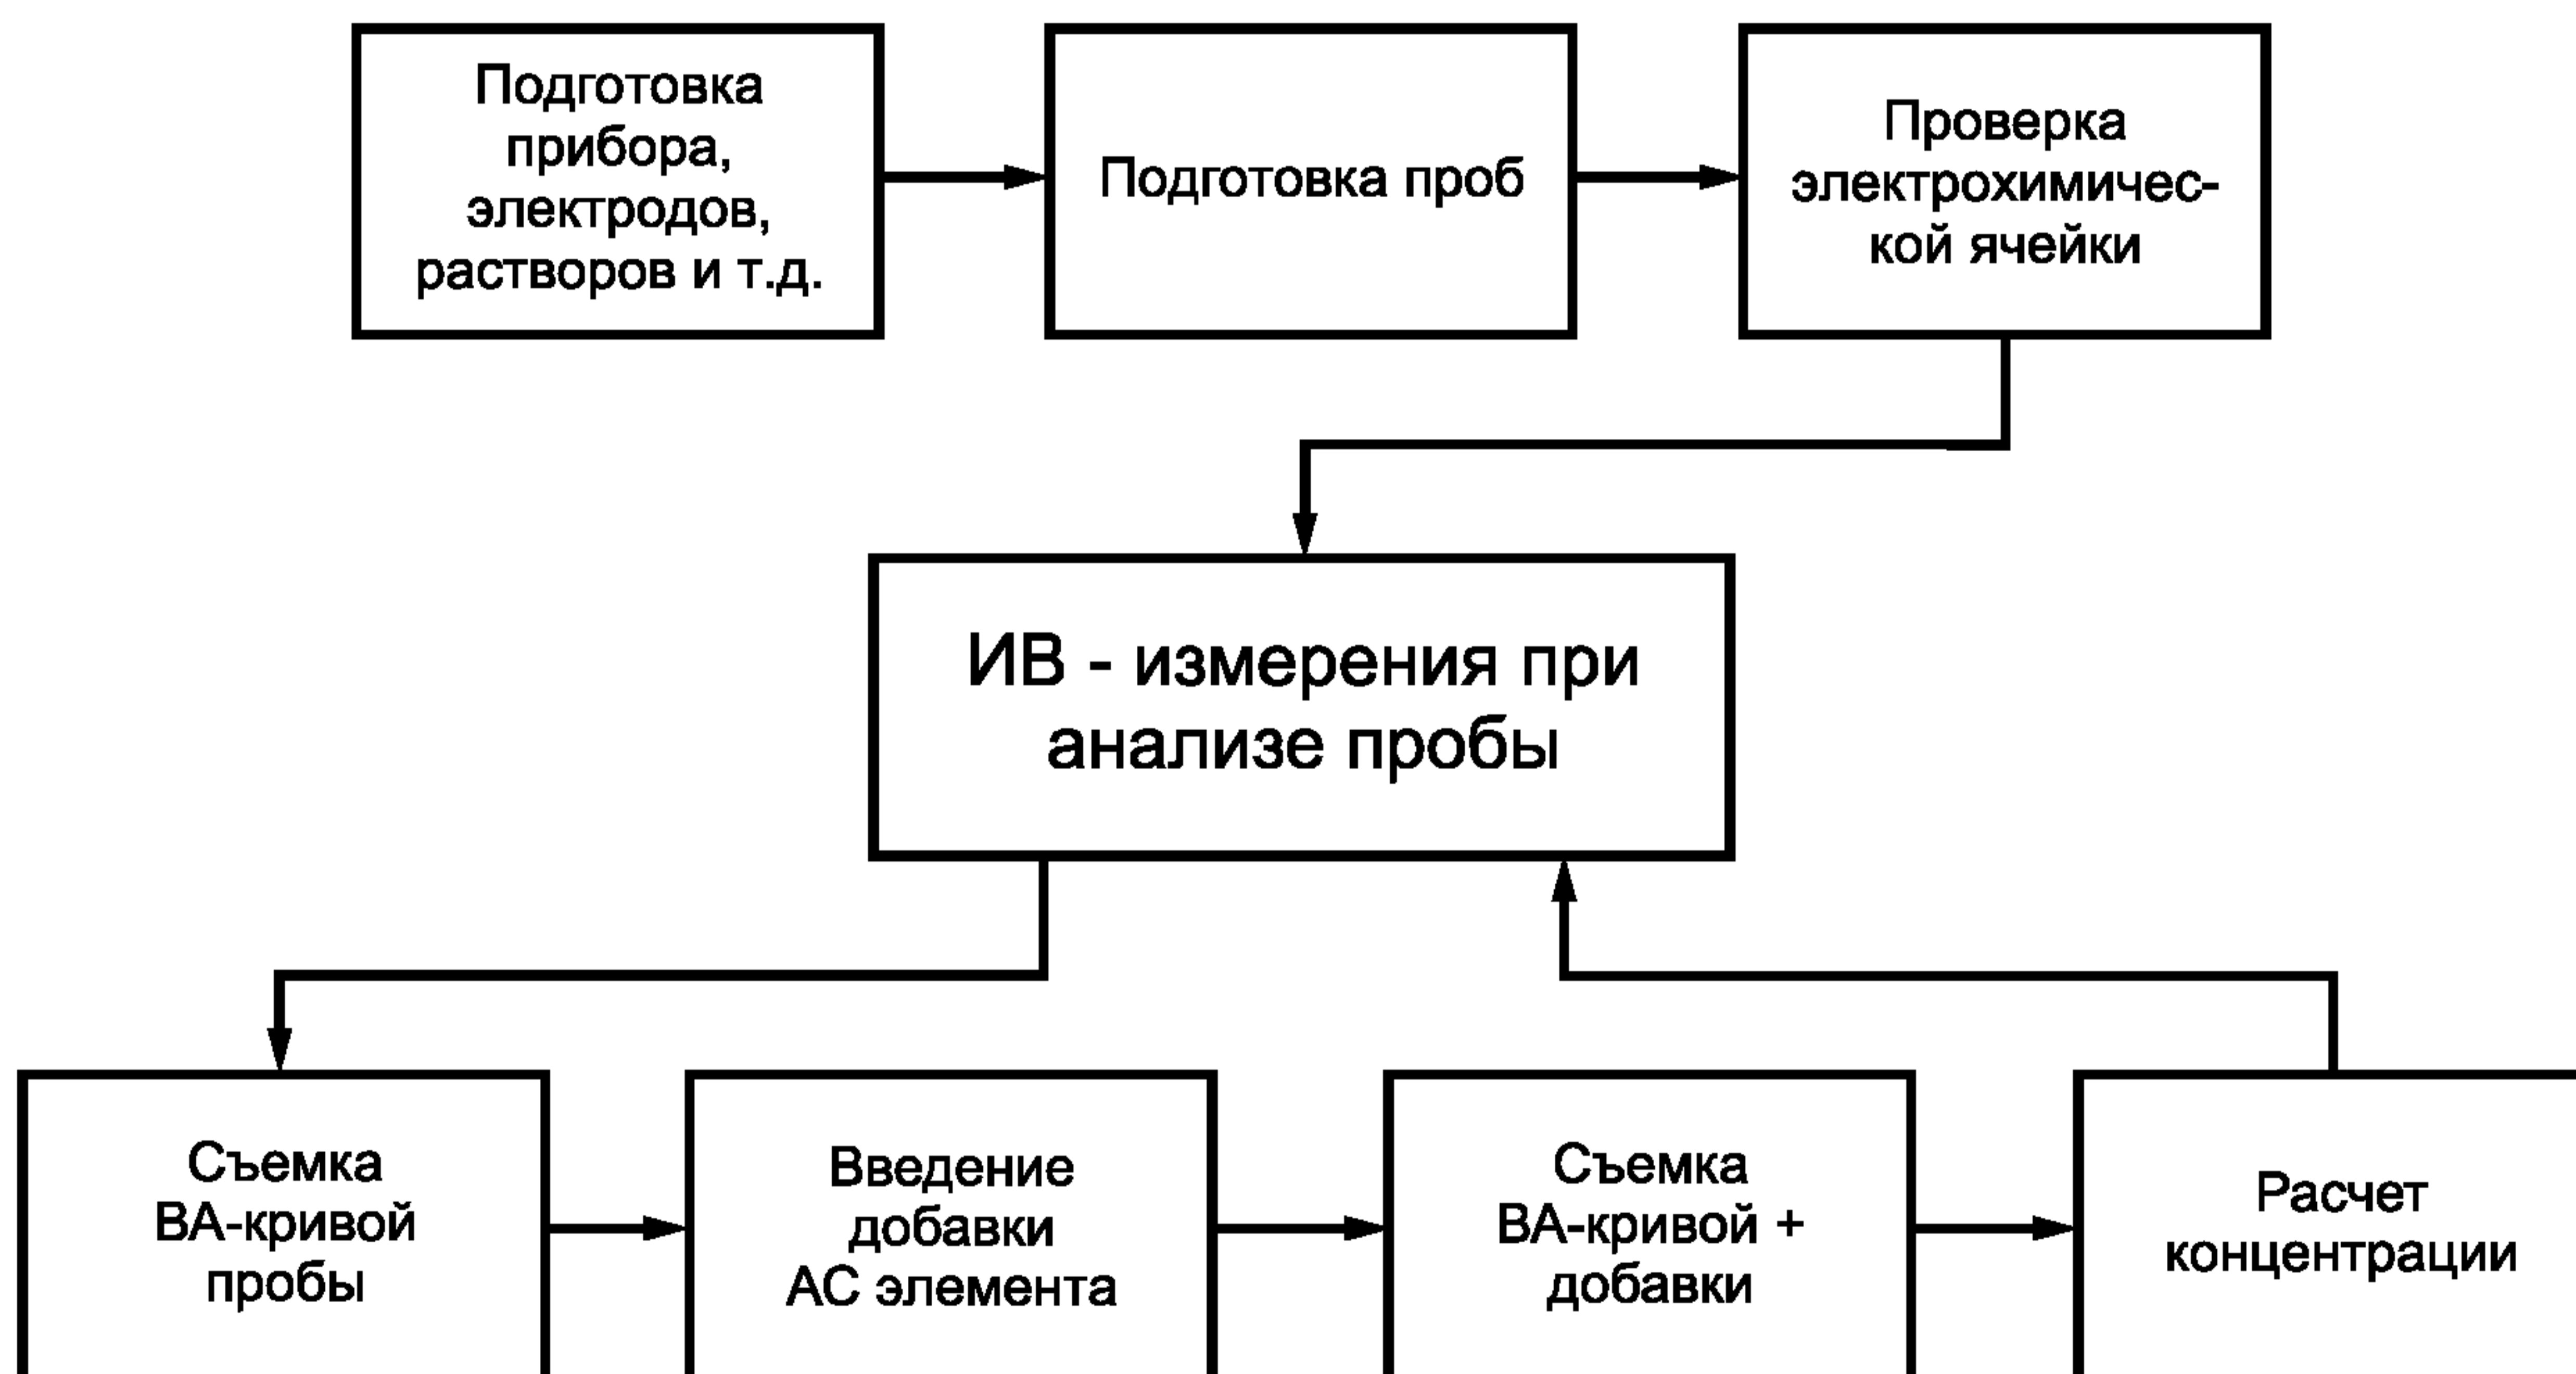 Подготовка
прибора,
электродов,
растворов и т.д.
Подготовка проб
Проверка
электрохимичес-
кой ячейки
ИВ - измерения при
анализе пробы
Съемка
ВА-кривой
пробы
Введение
добавки
АС элемента
Съемка
ВА-кривой +
добавки
Расчет
концентрации